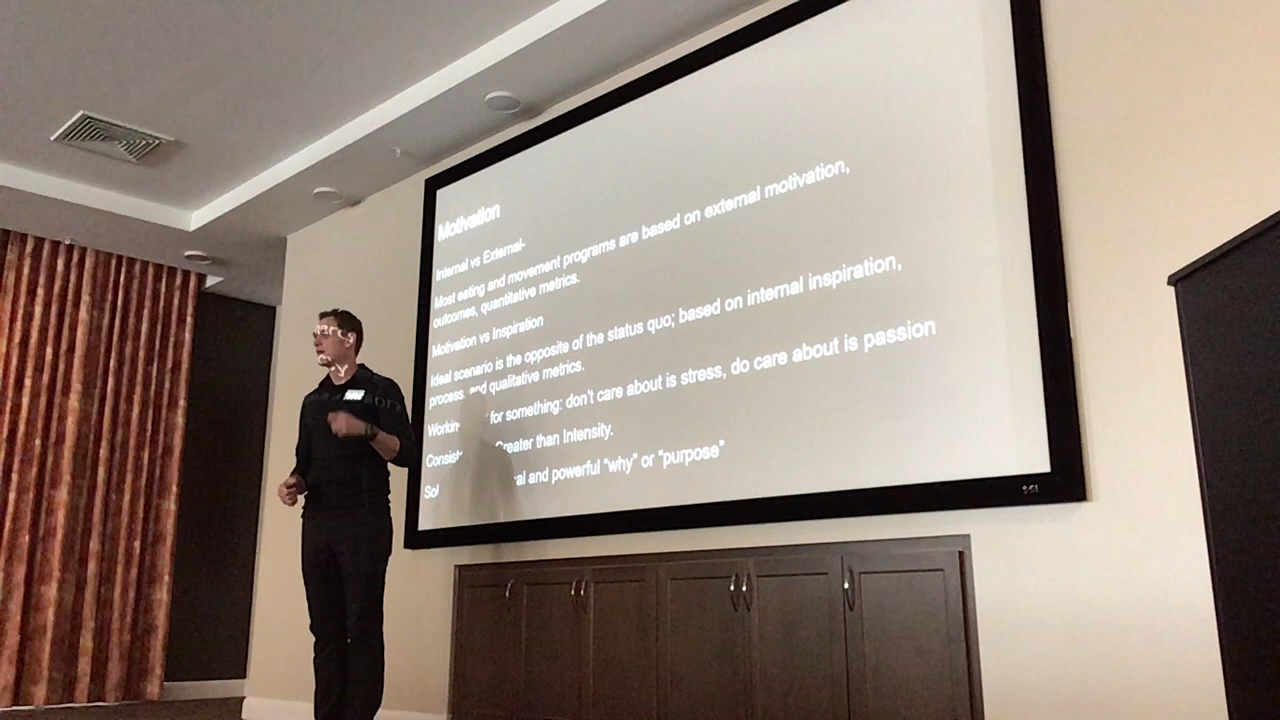 Motivation
Internal vs External-
Most eating and movement programs are based on external motivation,
outcomes, quantitative metrics.
Motivation vs Inspiration
Ideal scenario is the opposite of the status quo; based on internal inspiration,
process, and qualitative metrics.
for something: don't care about is stress, do care about is passion
Greater than Intensity.
and powerful “why” or “purpose”